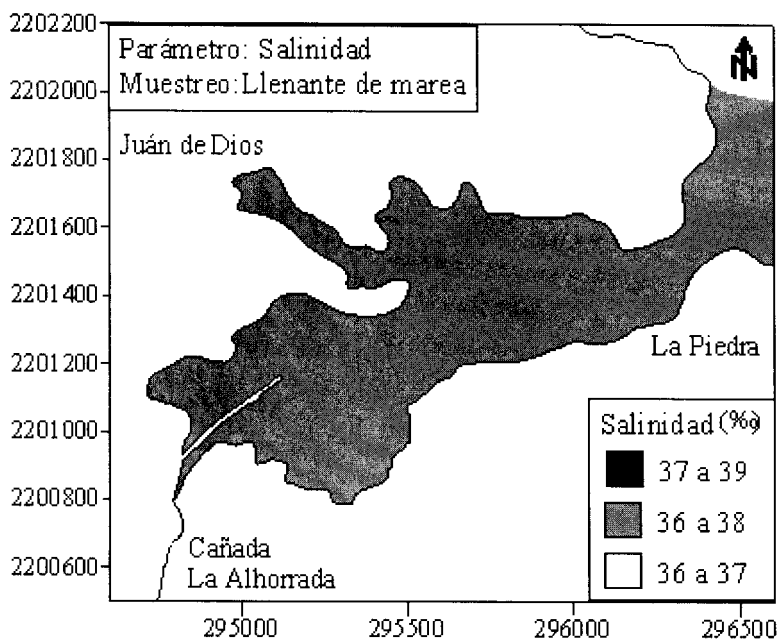 Parámetro: Salinidad
Muestreo: Llenante de marea
N
Juán de Dios
La Piedra
Cañada
La Alhorrada
Salinidad (‰)
37 a 39
36 a 38
36 a 37
2202200
2202000
2201800
2201600
2201400
2201200
2201000
2200800
2200600
295000
295500
296000
296500